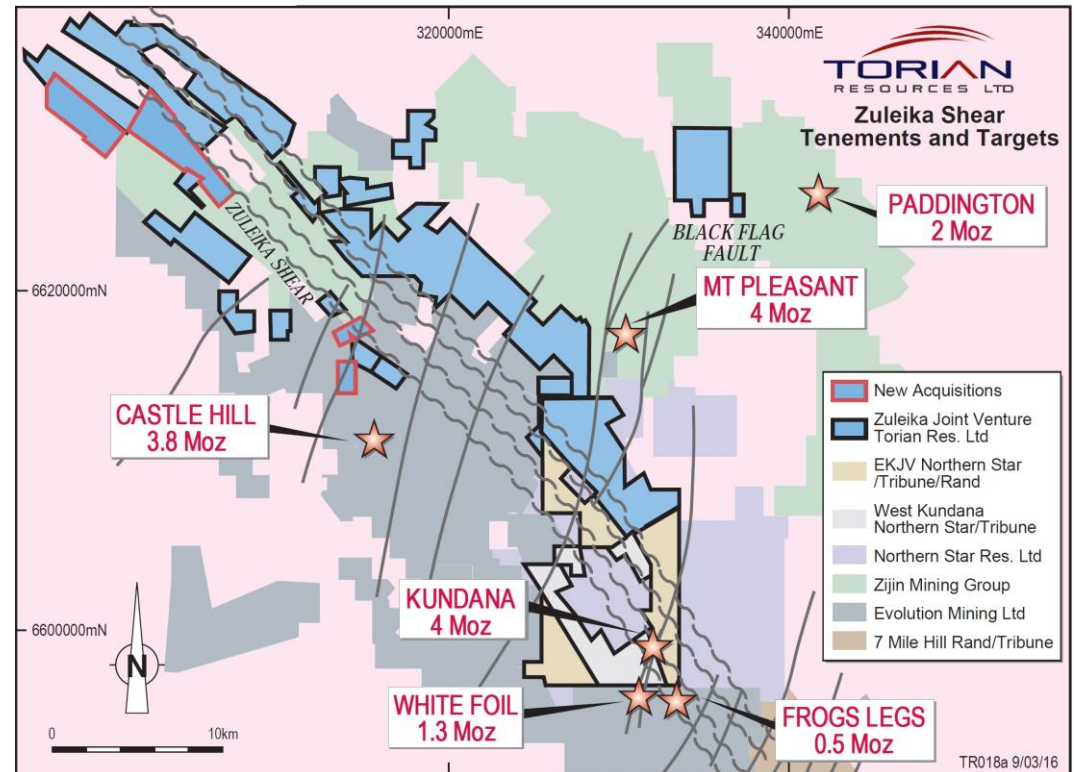 320000mE
340000mE
TORIAN
RESOURCES LTD
Zuleika Shear
Tenements and Targets
PADDINGTON
2 Moz
ZULEIKA SHEAR
BLACK FLAG
FAULT
6620000mN
MT PLEASANT
4 Moz
CASTLE HILL
3.8 Moz
New Acquisitions
Zuleika Joint Venture
Torian Res. Ltd
EKJV Northern Star
/Tribune/Rand
West Kundana
Northern Star/Tribune
Northern Star Res. Ltd
Zijin Mining Group
Evolution Mining Ltd
7 Mile Hill Rand/Tribune
KUNDANA
4 Moz
6600000mN
N
WHITE FOIL
1.3 Moz
FROGS LEGS
0.5 Moz
0
10km
TR018a 9/03/16